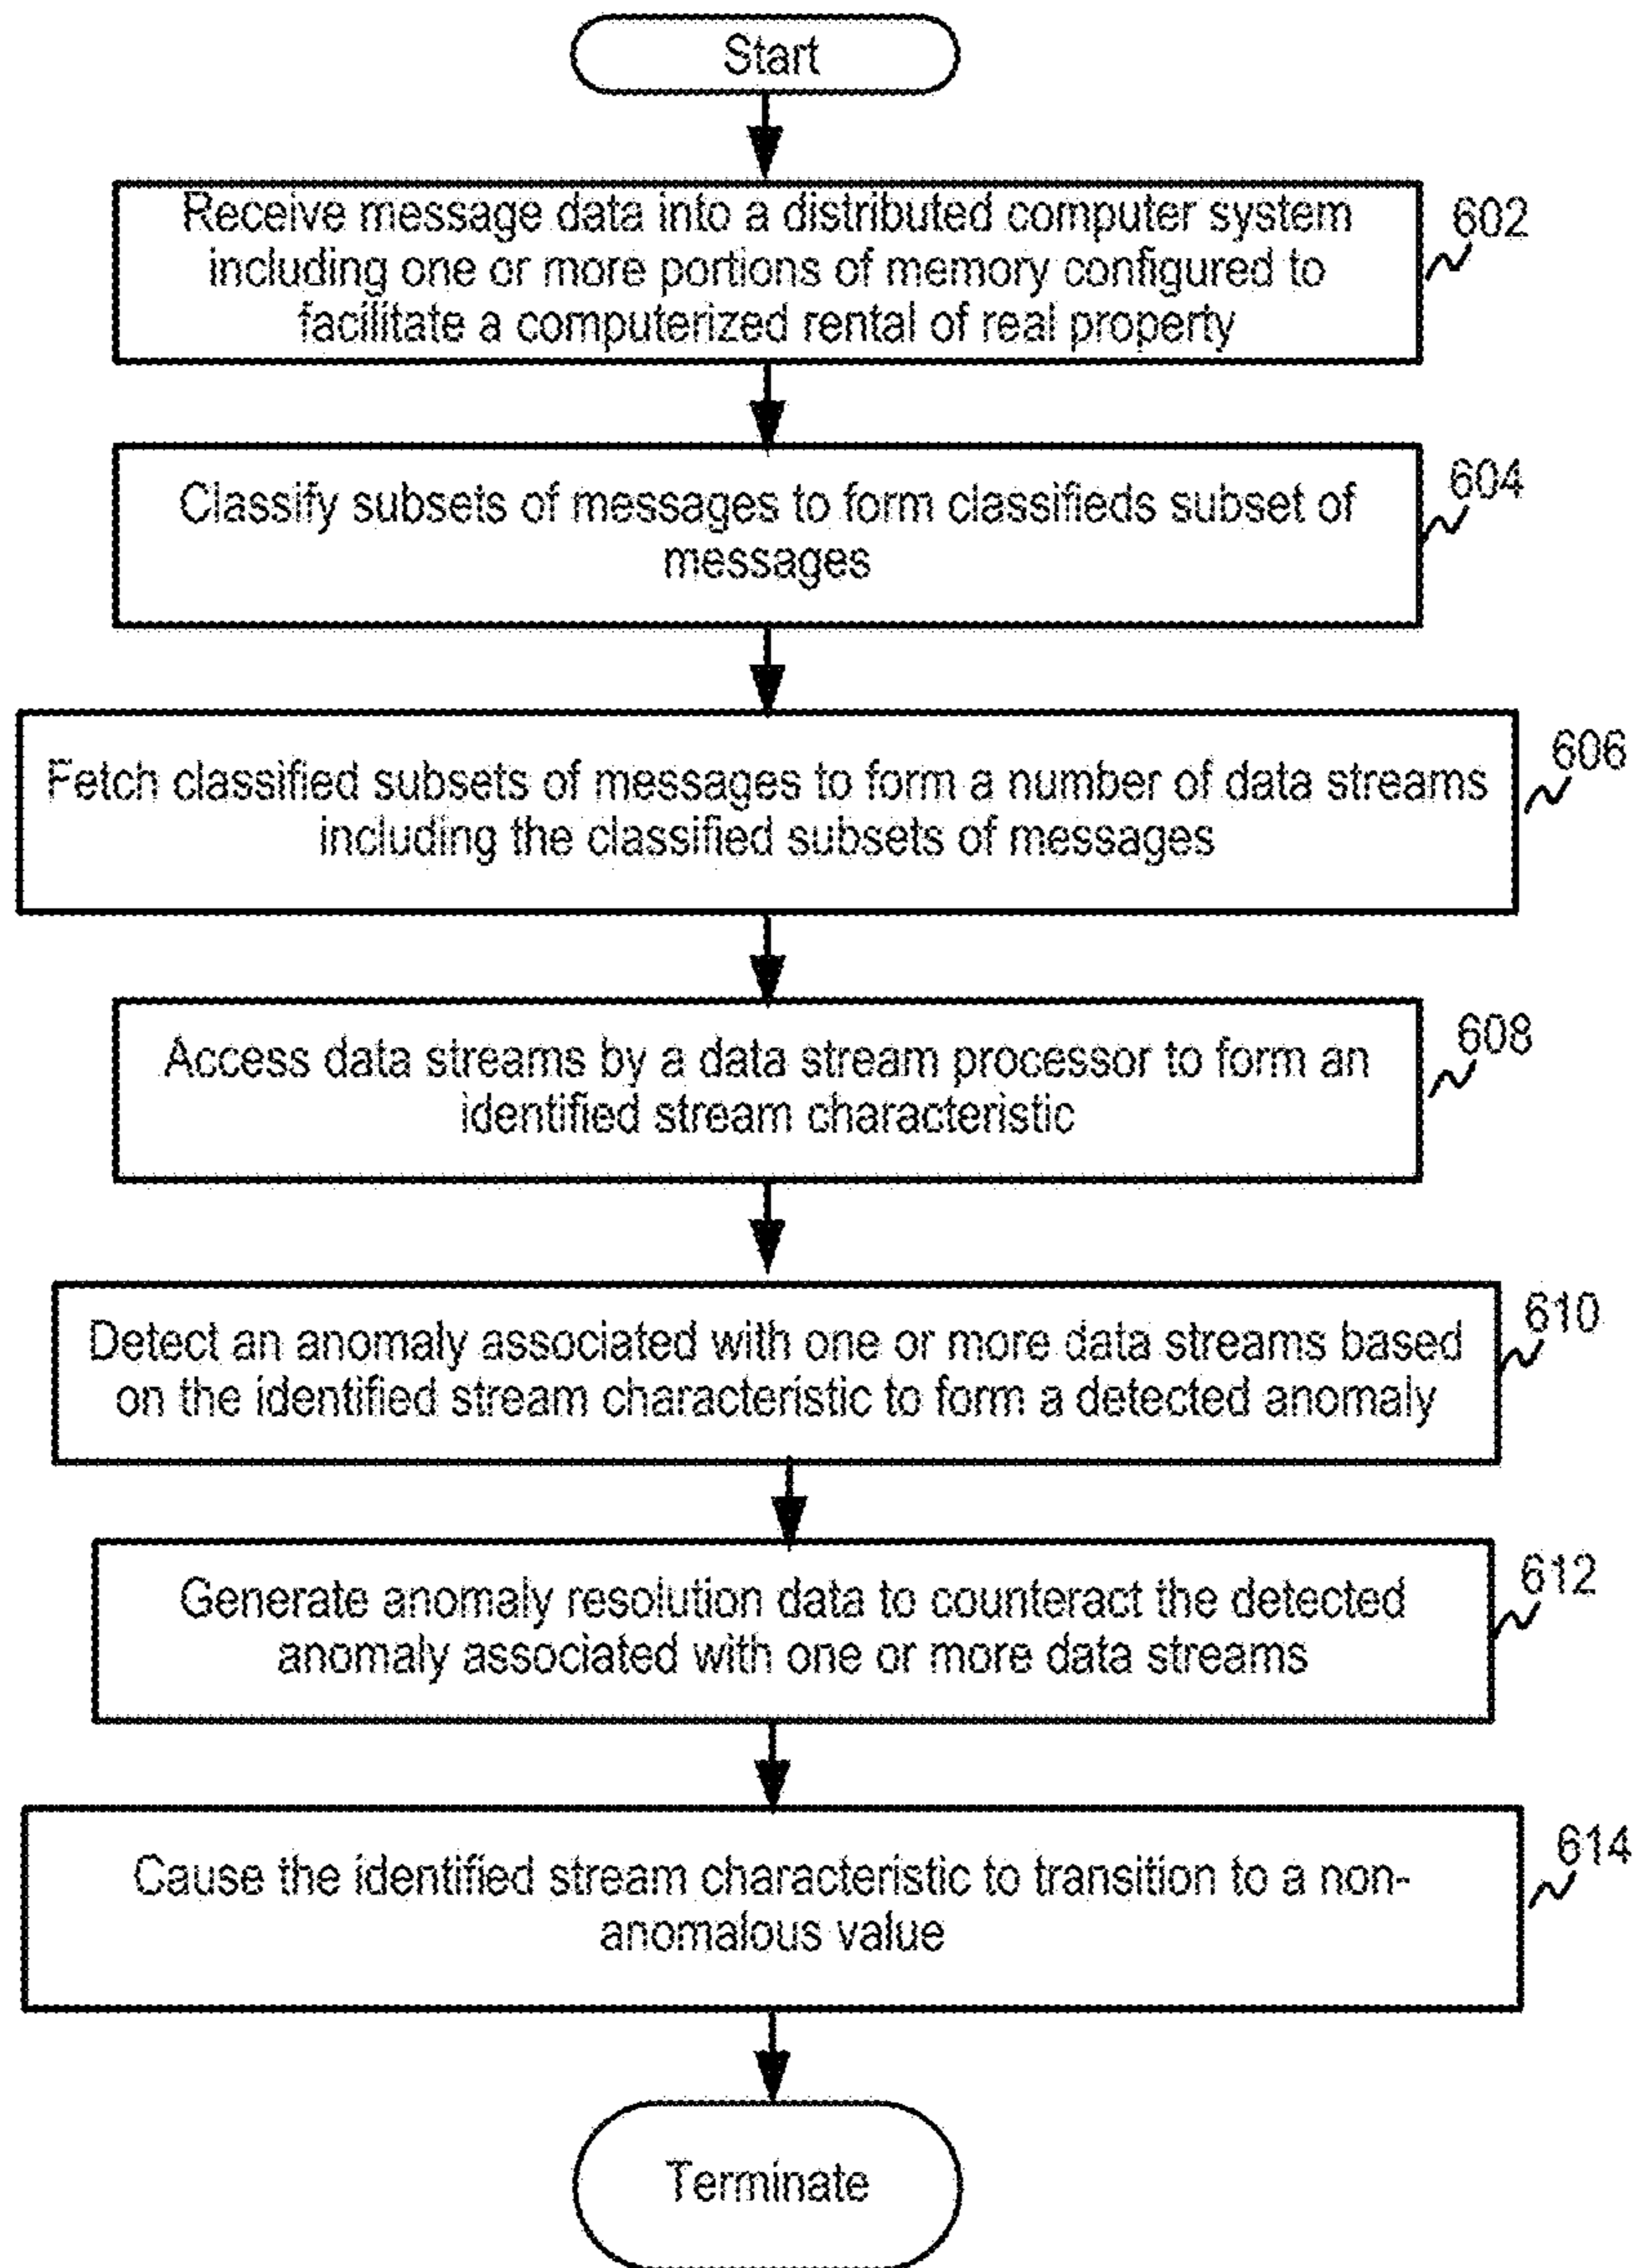 Start
Receive message data into a distributed computer system
including one or more portions of memory configured to
facilitate a computerized rental of real property
602
Classify subsets of messages to form classifieds subset of
messages
604
Fetch classified subsets of messages to form a number of data streams
including the classified subsets of messages
606
Access data streams by a data stream processor to form an
identified stream characteristic
608
Detect an anomaly associated with one or more data streams based
on the identified stream characteristic to form a detected anomaly
610
Generate anomaly resolution data to counteract the detected
anomaly associated with one or more data streams
612
Cause the identified stream characteristic to transition to a non-
anomalous value
614
Terminate